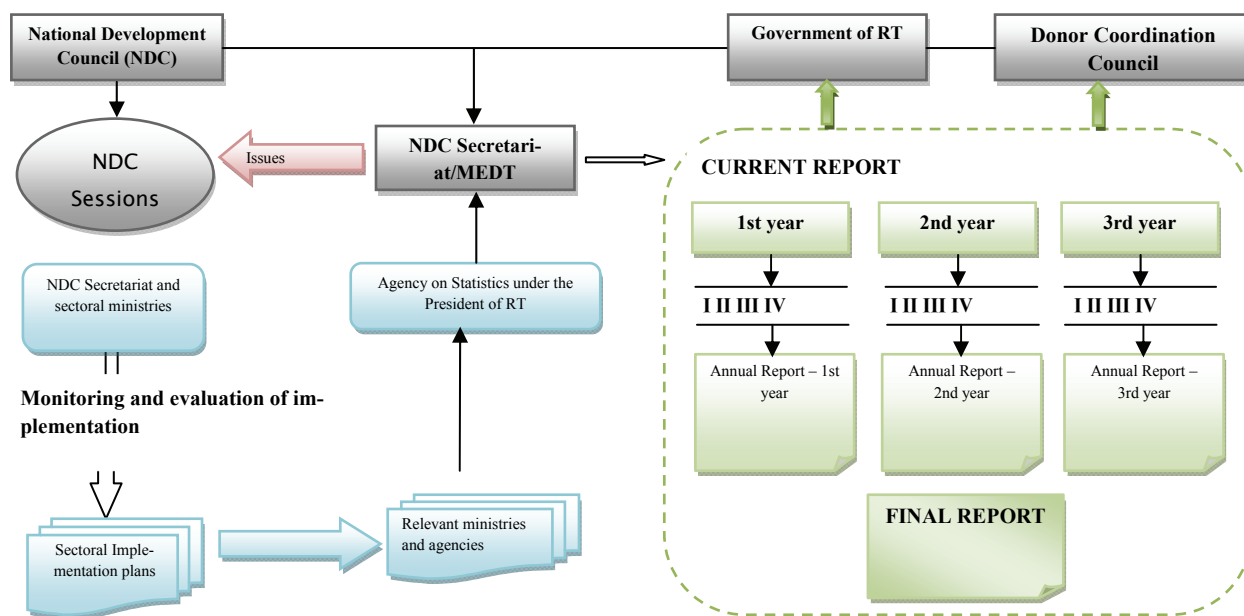 National Development
Council (NDC)
Government of RT
Donor Coordination
Council
NDC
Sessions
Issues
NDC Secretari-
at/MEDT
CURRENT REPORT
1st year
2nd year
3rd year
NDC Secretariat and
sectoral ministries
Agency on Statistics under the
President of RT
I II III IV
I II III IV
I II III IV
Annual Report – 1st
year
Annual Report –
2nd year
Annual Report –
3rd year
Monitoring and evaluation of im-
plementation
Sectoral Imple-
mentation plans
Relevant ministries
and agencies
FINAL REPORT